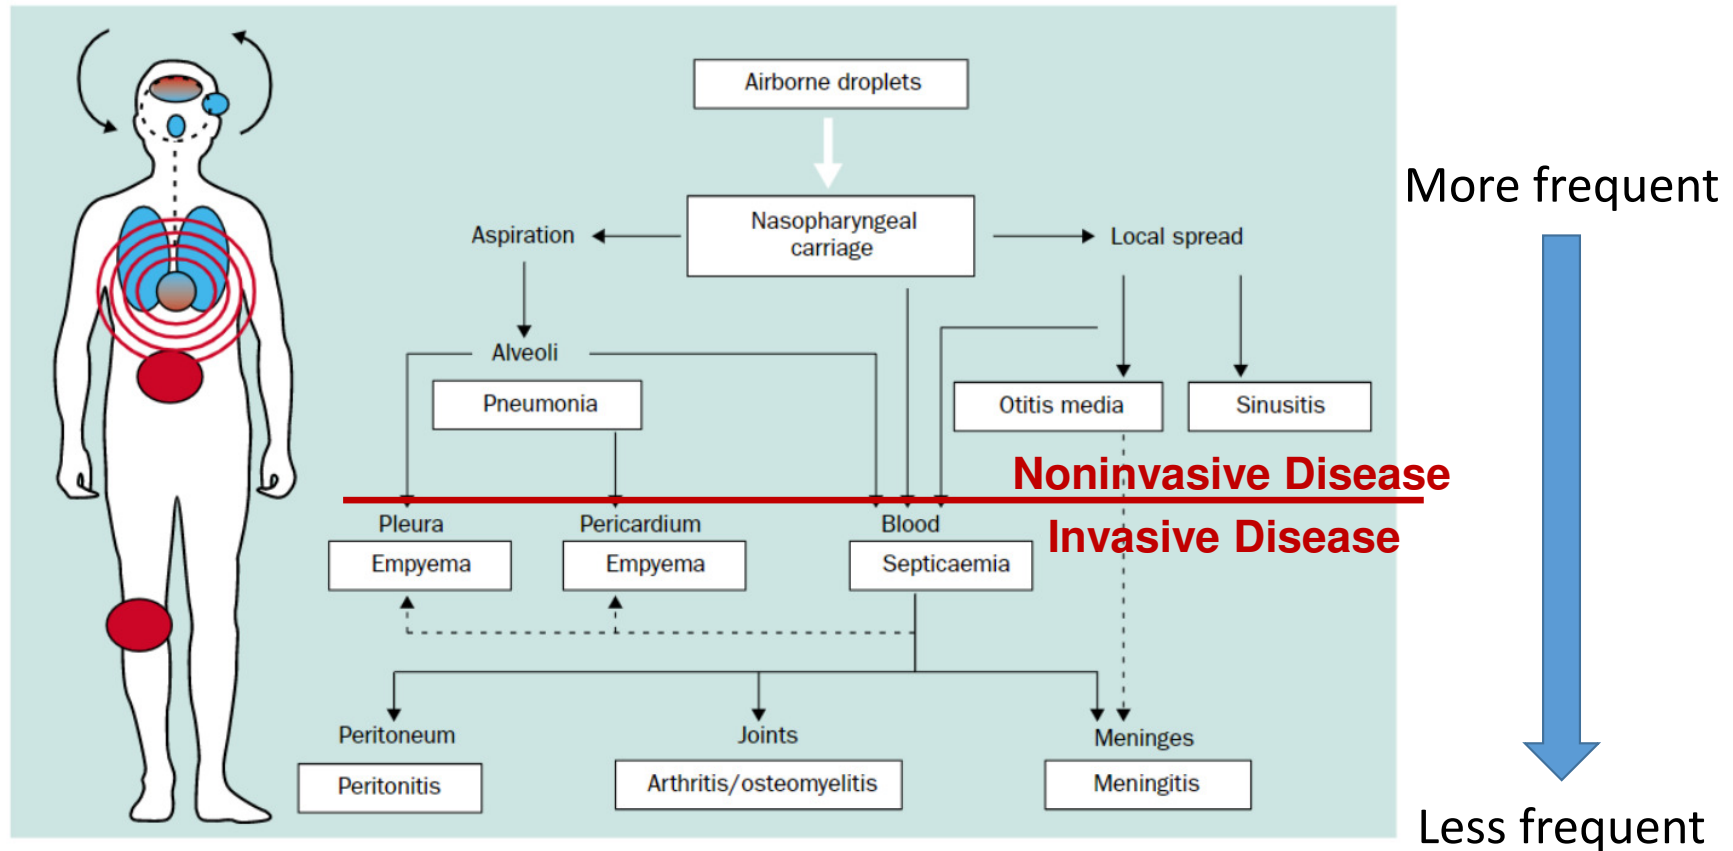 Airborne droplets
More frequent
Nasopharyngeal
carriage
Aspiration
Local spread
Alveoli
Pneumonia
Otitis media
Sinusitis
Noninvasive Disease
Invasive Disease
Pleura
Pericardium
Blood
Empyema
Empyema
Septicaemia
Peritoneum
Joints
Meninges
Peritonitis
Arthritis/osteomyelitis
Meningitis
Less frequent